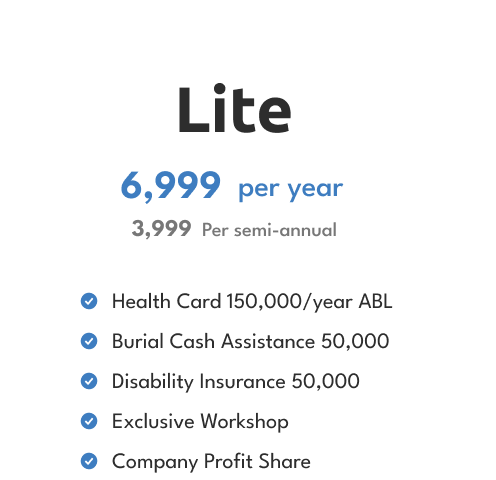 Lite
6,999 per year
3,999 Per semi-annual
Health Card 150,000/year ABL
Burial Cash Assistance 50,000
Disability Insurance 50,000
Exclusive Workshop
Company Profit Share